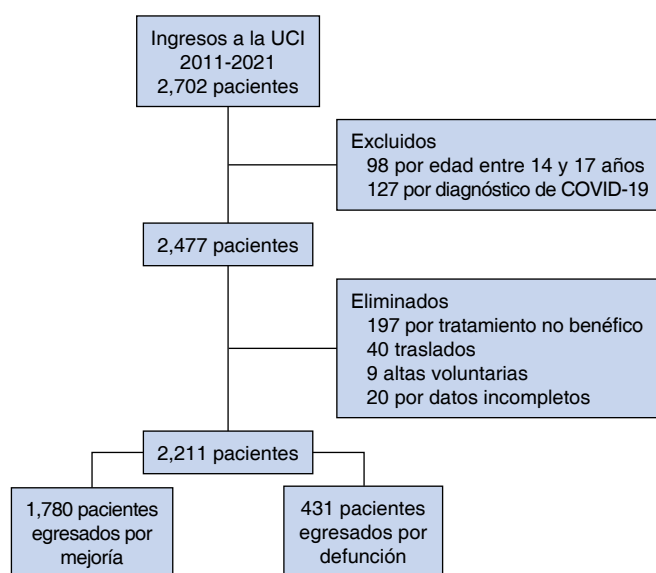 Ingresos a la UCI
2011-2021
2,702 pacientes
Excluidos
98 por edad entre 14 y 17 años
127 por diagnóstico de COVID-19
2,477 pacientes
Eliminados
197 por tratamiento no benéfico
40 traslados
9 altas voluntarias
20 por datos incompletos
2,211 pacientes
1,780 pacientes
egresados por
mejoría
431 pacientes
egresados por
defunción